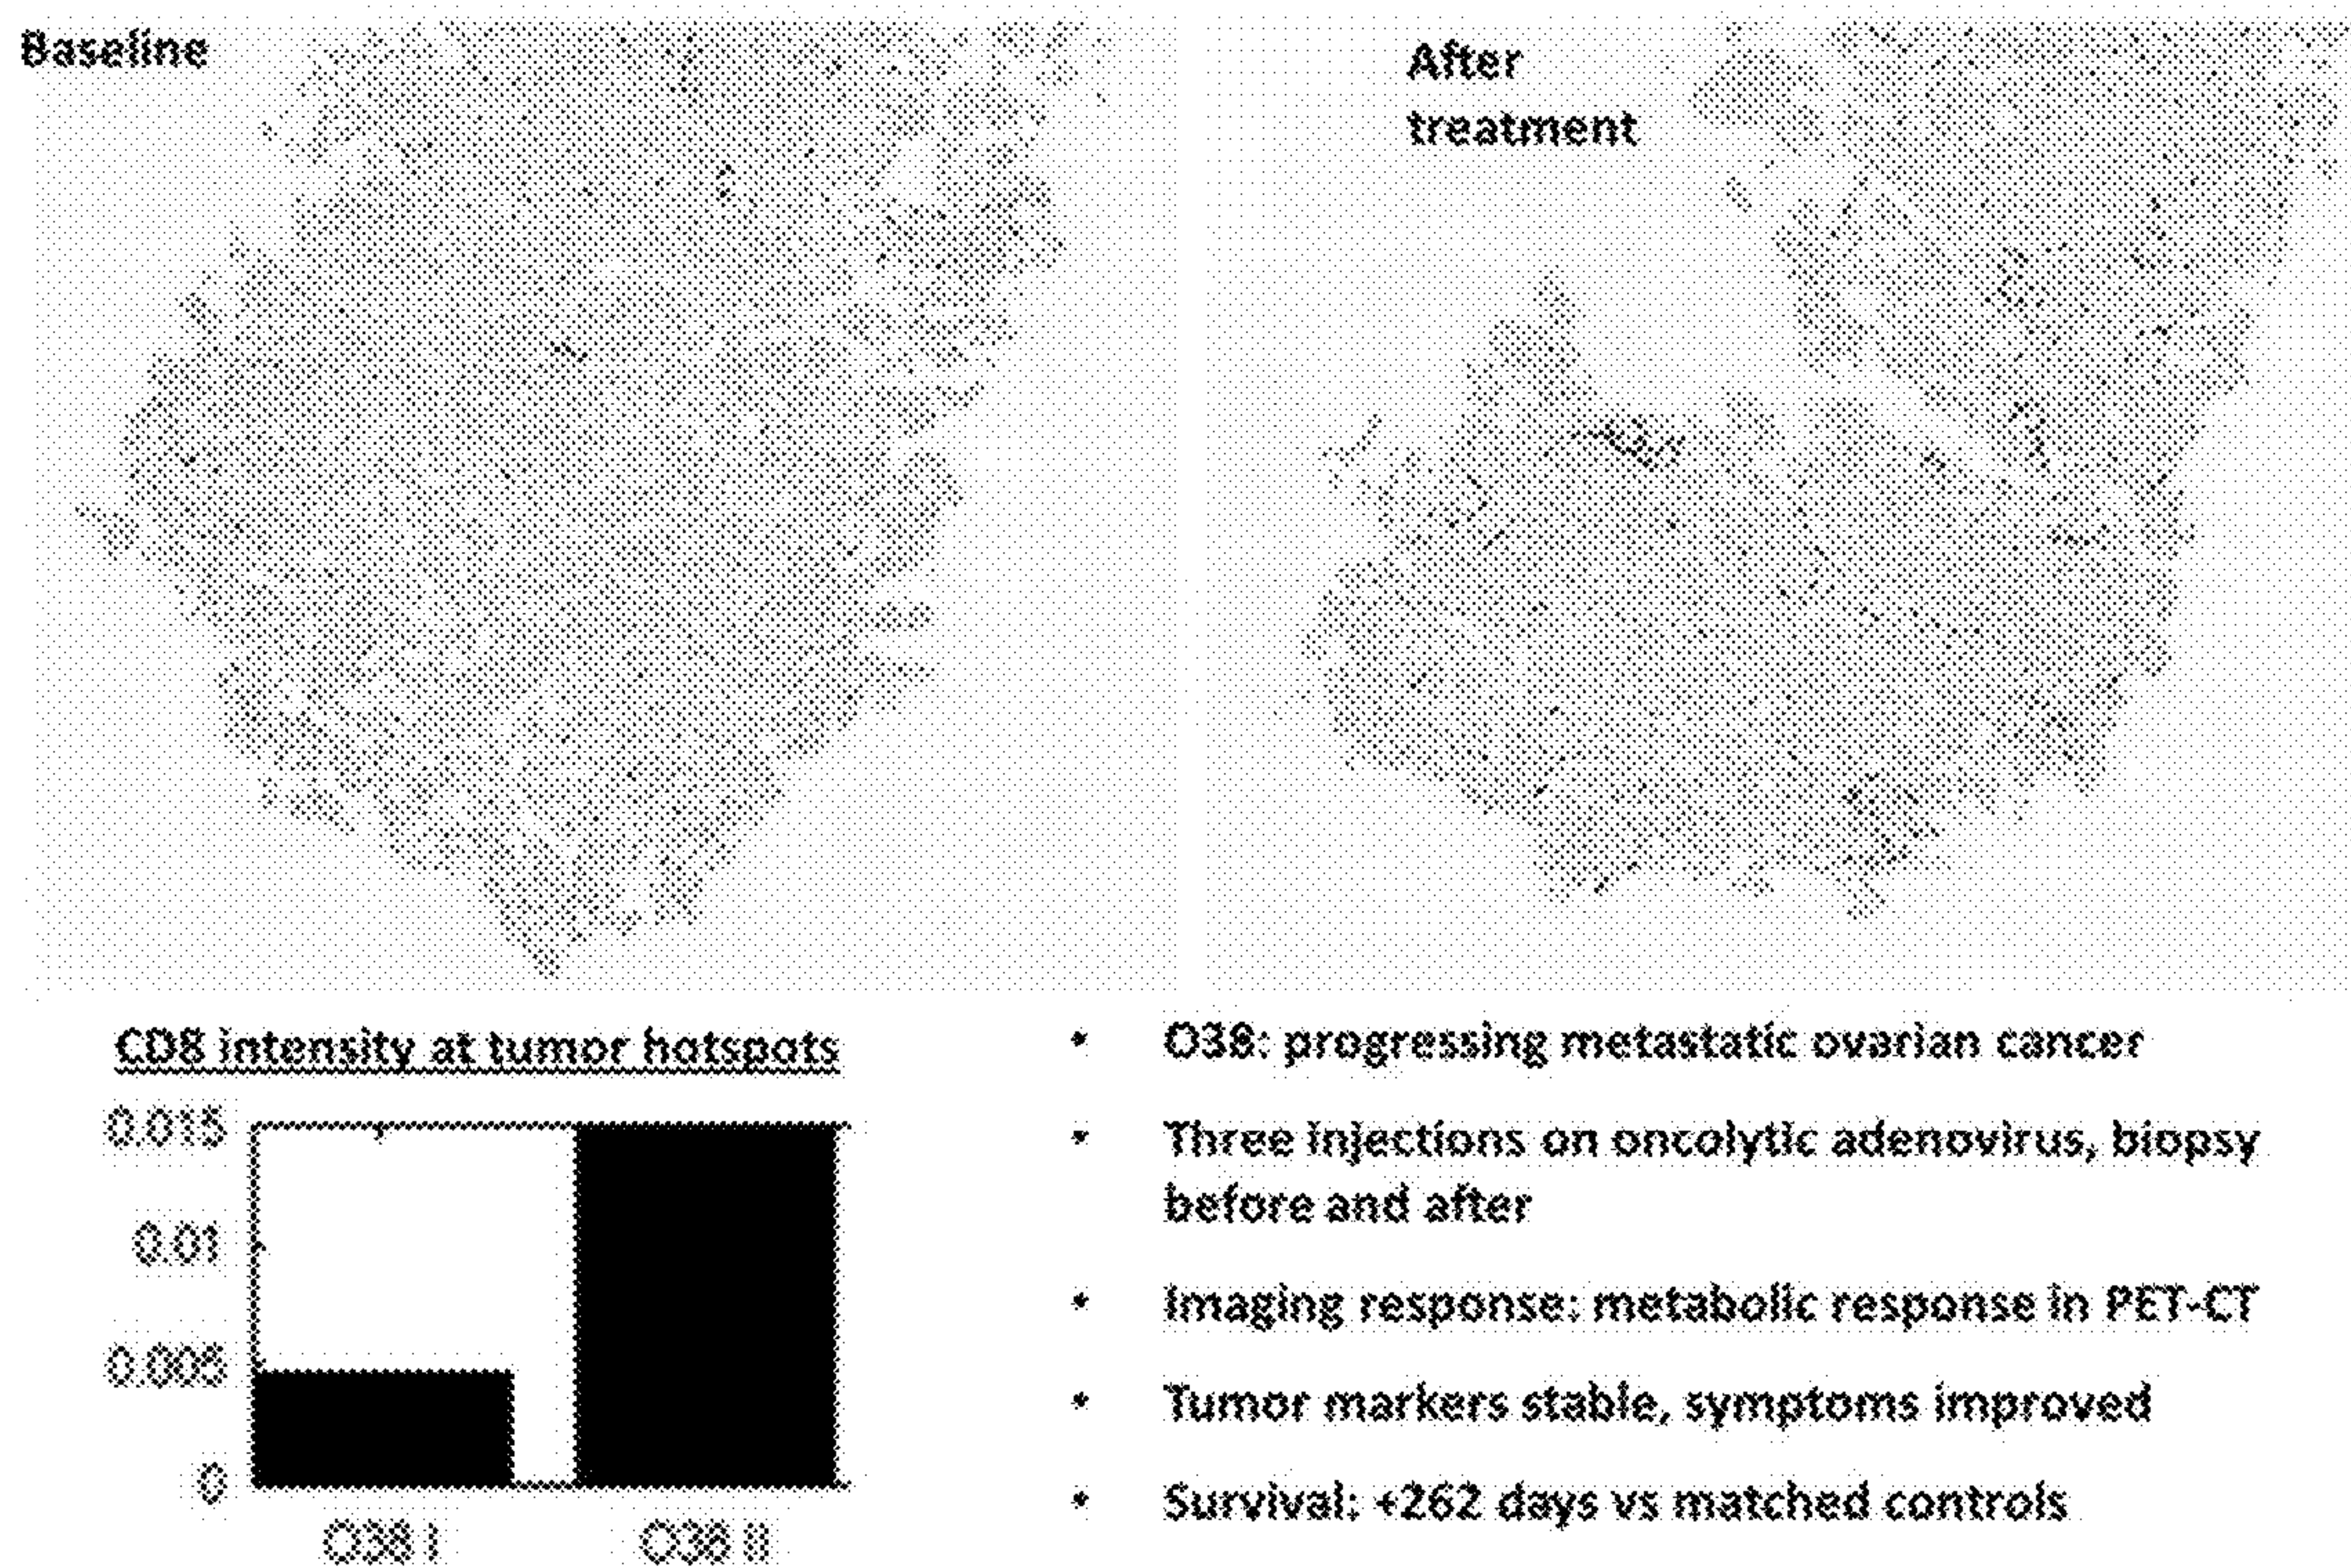 Baseline
After
treatment
CD8 intensity at tumor hotspots
0.015
0.01
0.005
0
O38 I
O38 II
• O38: progressing metastatic ovarian cancer
• Three injections on oncolytic adenovirus, biopsy
before and after
• Imaging response: metabolic response in PET-CT
• Tumor markers stable, symptoms improved
• Survival: +262 days vs matched controls